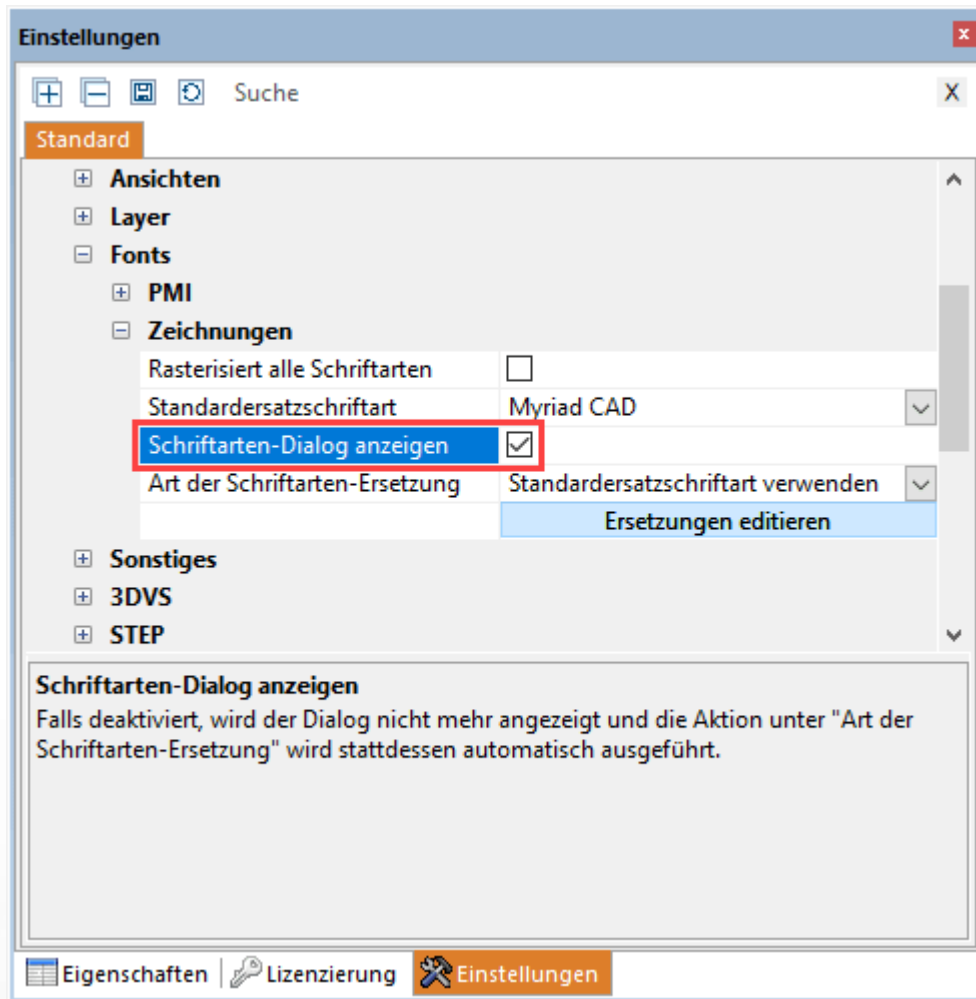 Einstellungen
x
Suche
X
Standard
Ansichten
Layer
Fonts
PMI
Zeichnungen
Rasterisiert alle Schriftarten
Standardersatzschriftart Myriad CAD
Schriftarten-Dialog anzeigen
Art der Schriftarten-Ersetzung Standardersatzschriftart verwenden
Ersetzungen editieren
Sonstiges
3DVS
STEP
Schriftarten-Dialog anzeigen
Falls deaktiviert, wird der Dialog nicht mehr angezeigt und die Aktion unter "Art der
Schriftarten-Ersetzung" wird stattdessen automatisch ausgeführt.
Eigenschaften Lizenzierung Einstellungen